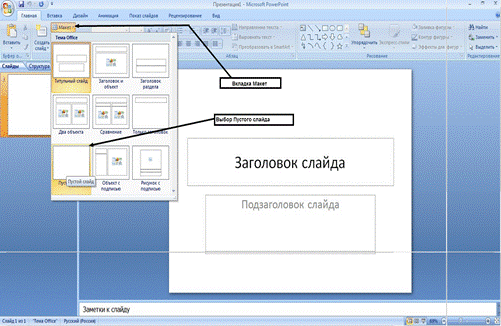 [Презентация1] - Microsoft PowerPoint
Главная Вставка Дизайн Анимация Показ слайдов Рецензирование Вид
Макет
Вставить
Создать слайд
Направление текста
Выровнять текст
Преобразовать в SmartArt
Упорядочить
Экспресс-стили
Заливка фигуры
Контур фигуры
Эффекты для фигур
Найти
Заменить
Выделить
Буфер о...
Абзац
Рисование
Редактирование
Слайды Структура
Тема Office
Титульный слайд
Заголовок и объект
Заголовок раздела
Два объекта
Сравнение
Только заголовок
Пустой слайд
Объект с подписью
Рисунок с подписью
Вкладка Макет
Выбор Пустого слайда
Заголовок слайда
Подзаголовок слайда
Заметки к слайду
Слайд 1 из 1 "Тема Office" Русский (Россия)